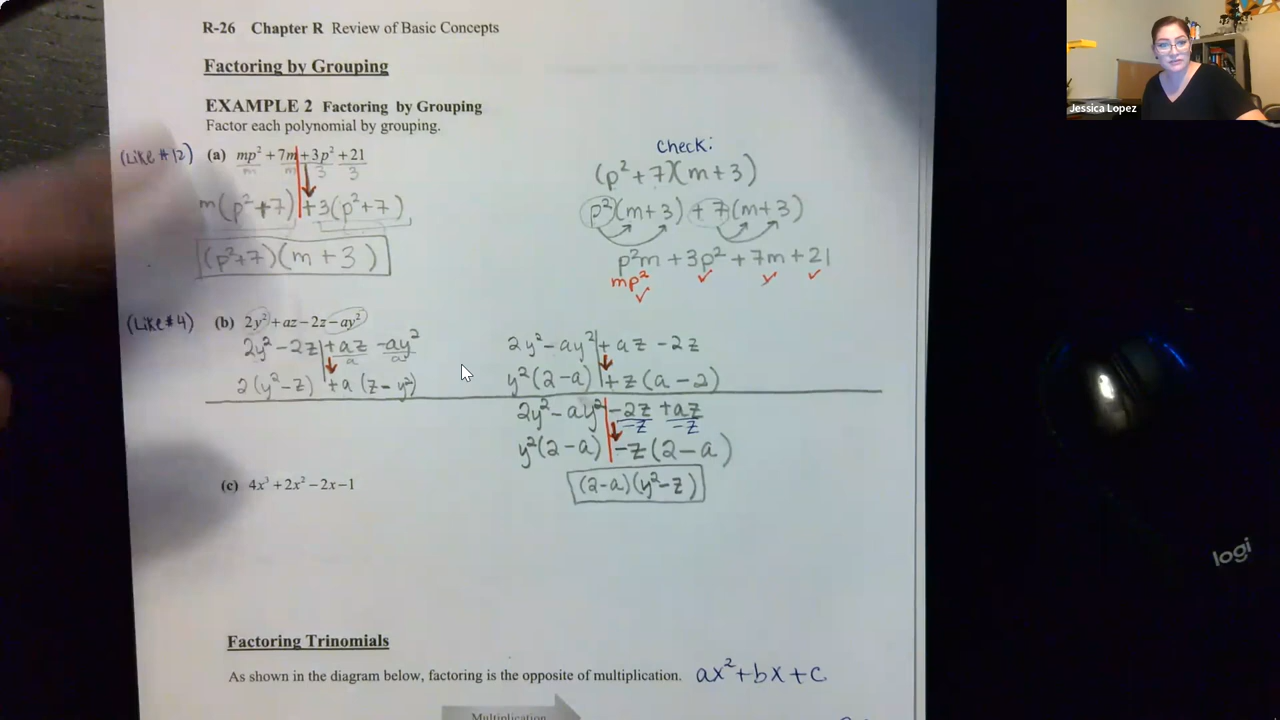 R-26 Chapter R Review of Basic Concepts
Jessica Lopez
Factoring by Grouping
EXAMPLE 2 Factoring by Grouping
Factor each polynomial by grouping.
(Like #12) (a) mp² + 7m + 3p² + 21
m m 3 3
m(p² + 7) + 3(p² + 7)
(p² + 7)(m + 3)
Check:
(p² + 7)(m + 3)
p²(m + 3) + 7(m + 3)
p²m + 3p² + 7m + 21
mp²
(Like #4) (b) 2y² + az − 2z − ay²
2y² − 2z + az − ay²
a a
2(y² − z) + a(z − y²)
2y² − ay² + az − 2z
y²(2 − a) + z(a − 2)
2y² − ay² − 2z + az
−z −z
y²(2 − a) − z(2 − a)
(2 − a)(y² − z)
(c) 4x³ + 2x² − 2x − 1
logi
Factoring Trinomials
As shown in the diagram below, factoring is the opposite of multiplication. ax² + bx + c
Multiplication